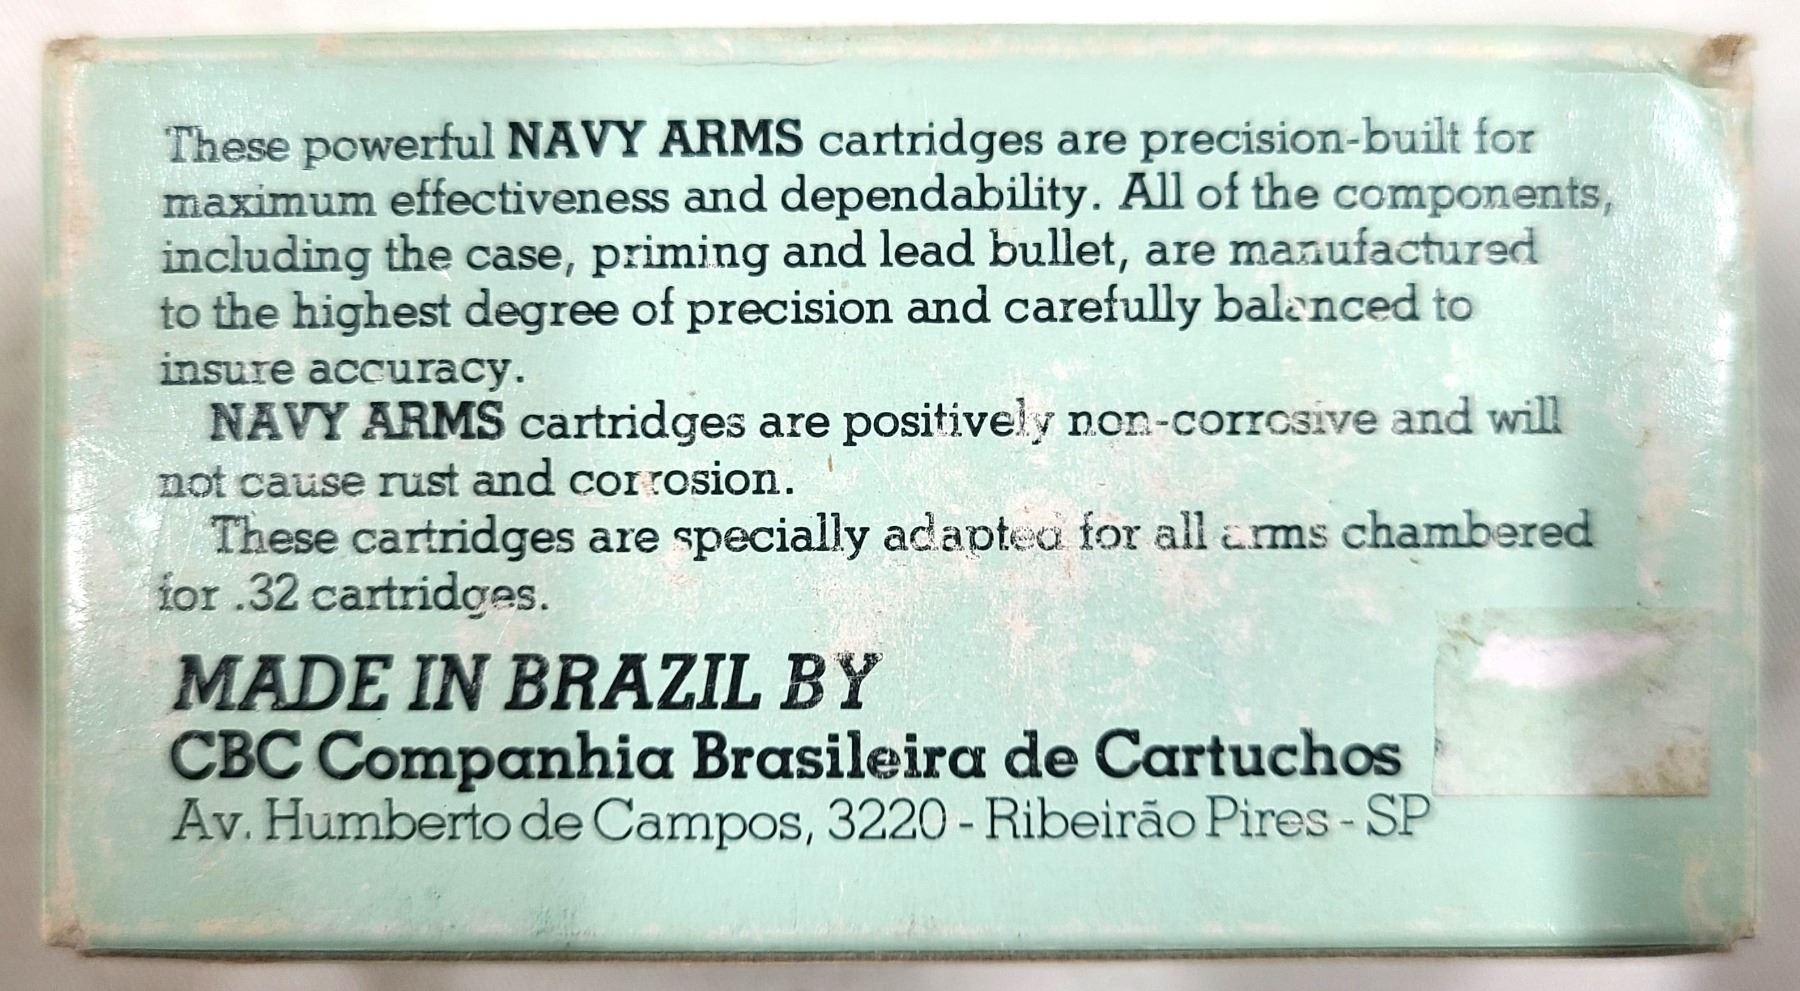 These powerful NAVY ARMS cartridges are precision-built for
maximum effectiveness and dependability. All of the components,
including the case, priming and lead bullet, are manufactured
to the highest degree of precision and carefully balanced to
insure accuracy.
NAVY ARMS cartridges are positively non-corrosive and will
not cause rust and corrosion.
These cartridges are specially adapted for all arms chambered
for .32 cartridges.
MADE IN BRAZIL BY
CBC Companhia Brasileira de Cartuchos
Av. Humberto de Campos, 3220 - Ribeirão Pires - SP